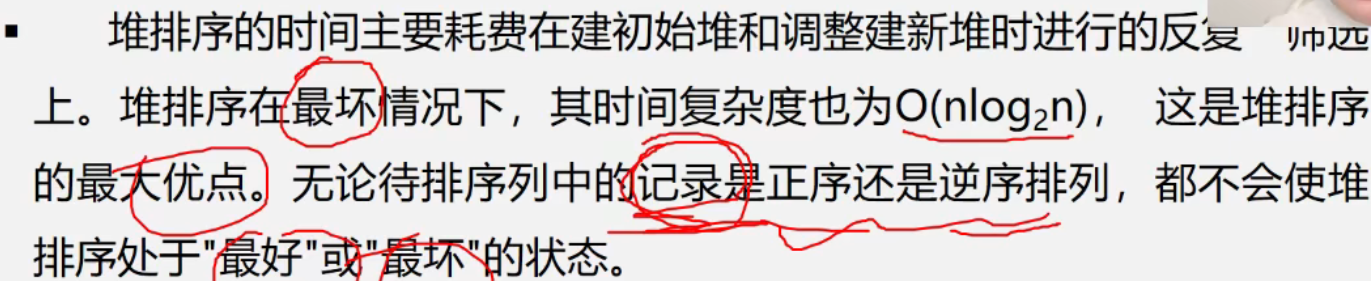 ▪ 堆排序的时间主要耗费在建初始堆和调整建新堆时进行的反复 筛选
上。堆排序在最坏情况下，其时间复杂度也为O(nlog₂n)， 这是堆排序
的最大优点。无论待排序列中的记录是正序还是逆序排列，都不会使堆
排序处于"最好"或"最坏"的状态。